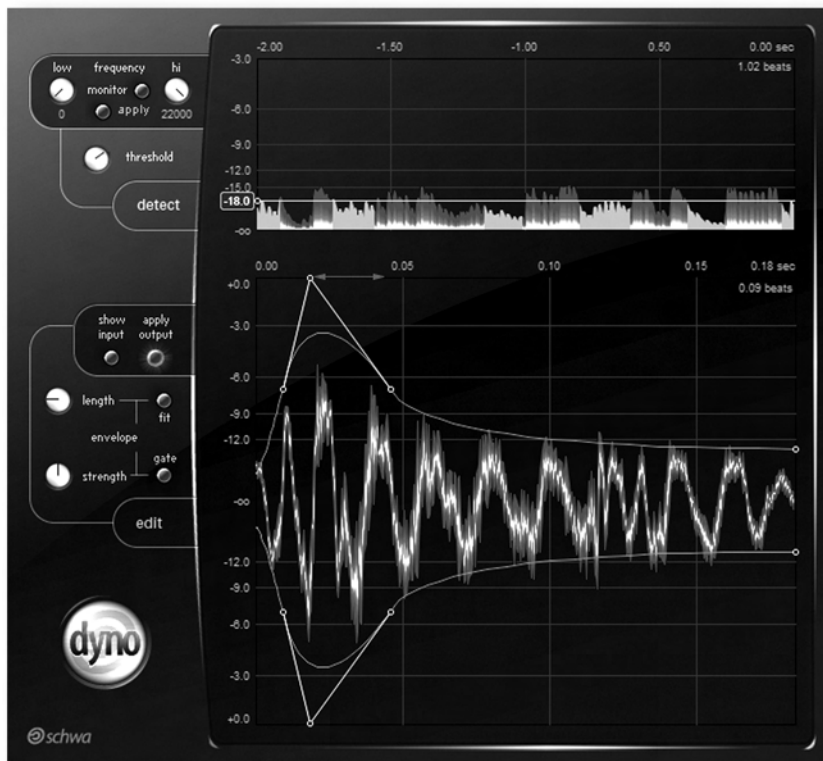 low frequency hi
monitor
apply
0 22000
threshold
detect
show input
apply output
length
fit
envelope
gate
strength
edit
dyno
schwa
-2.00 -1.50 -1.00 0.50 0.00 sec
1.02 beats
-3.0
-6.0
-9.0
-12.0
-15.0
-18.0
-oo
0.00 0.05 0.10 0.15 0.18 sec
0.09 beats
+0.0
-3.0
-6.0
-9.0
-12.0
-oo
-12.0
-9.0
-6.0
-3.0
+0.0